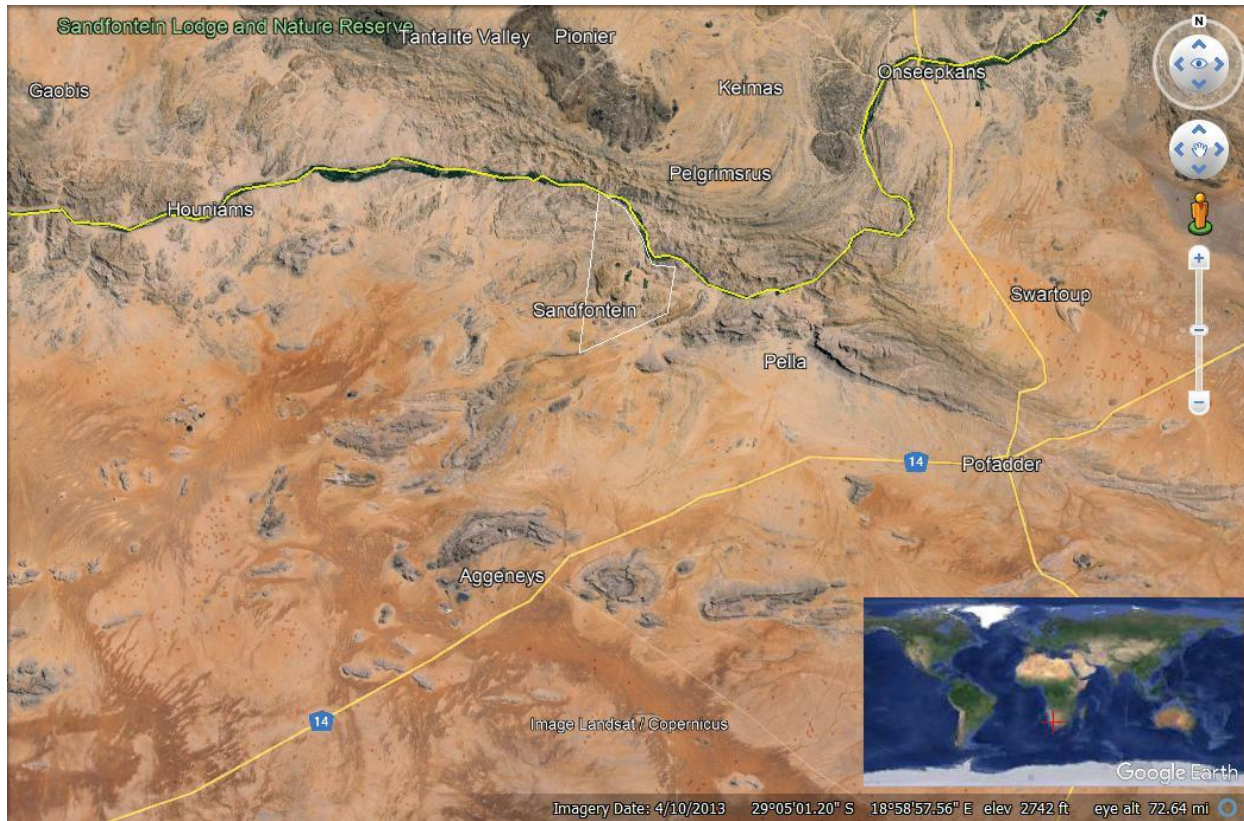 Sandfontein Lodge and Nature Reserve
Tantalite Valley
Pionier
N
Onseepkans
Gaobis
Keimas
Pelgrimsrus
Houniams
Swartoup
Sandfontein
Pella
14
Pofadder
Aggeneys
14
Image Landsat / Copernicus
Google Earth
Imagery Date: 4/10/2013 29°05'01.20" S 18°58'57.56" E elev 2742 ft eye alt 72.64 mi